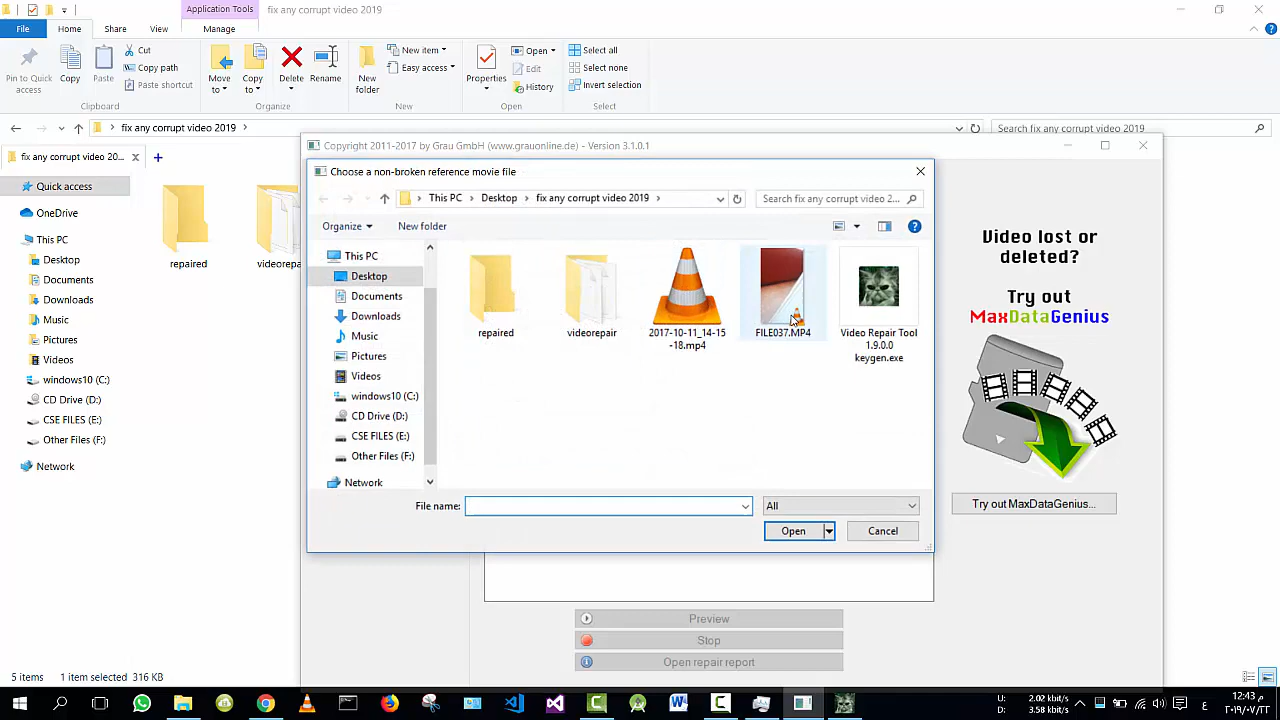 Application Tools
fix any corrupt video 2019
File
Home
Share
View
Manage
Pin to Quick
access
Copy
Paste
Cut
Copy path
Paste shortcut
Clipboard
Move
to
Copy
to
Delete
Rename
Organize
New
folder
New item
Easy access
New
Properties
Open
Edit
History
Open
Select all
Select none
Invert selection
Select
fix any corrupt video 2019
Search fix any corrupt video 2019
fix any corrupt video 20...
Quick access
OneDrive
This PC
Desktop
Documents
Downloads
Music
Pictures
Videos
windows10 (C:)
CD Drive (D:)
CSE FILES (E:)
Other Files (F:)
Network
repaired
videorepair
Copyright 2011-2017 by Grau GmbH (www.grauonline.de) - Version 3.1.0.1
Choose a non-broken reference movie file
This PC
Desktop
fix any corrupt video 2019
Search fix any corrupt video 2...
Organize
New folder
This PC
Desktop
Documents
Downloads
Music
Pictures
Videos
windows10 (C:)
CD Drive (D:)
CSE FILES (E:)
Other Files (F:)
Network
repaired
videorepair
2017-10-11_14-15
-18.mp4
FILE037.MP4
Video Repair Tool
1.9.0.0
keygen.exe
File name:
All
Open
Cancel
Video lost or
deleted?
Try out
MaxDataGenius
Try out MaxDataGenius...
Preview
Stop
Open repair report
5 items
1 item selected 316 KB
U: 2.02 kbit/s
D: 3.58 kbit/s
ع
12:43 م